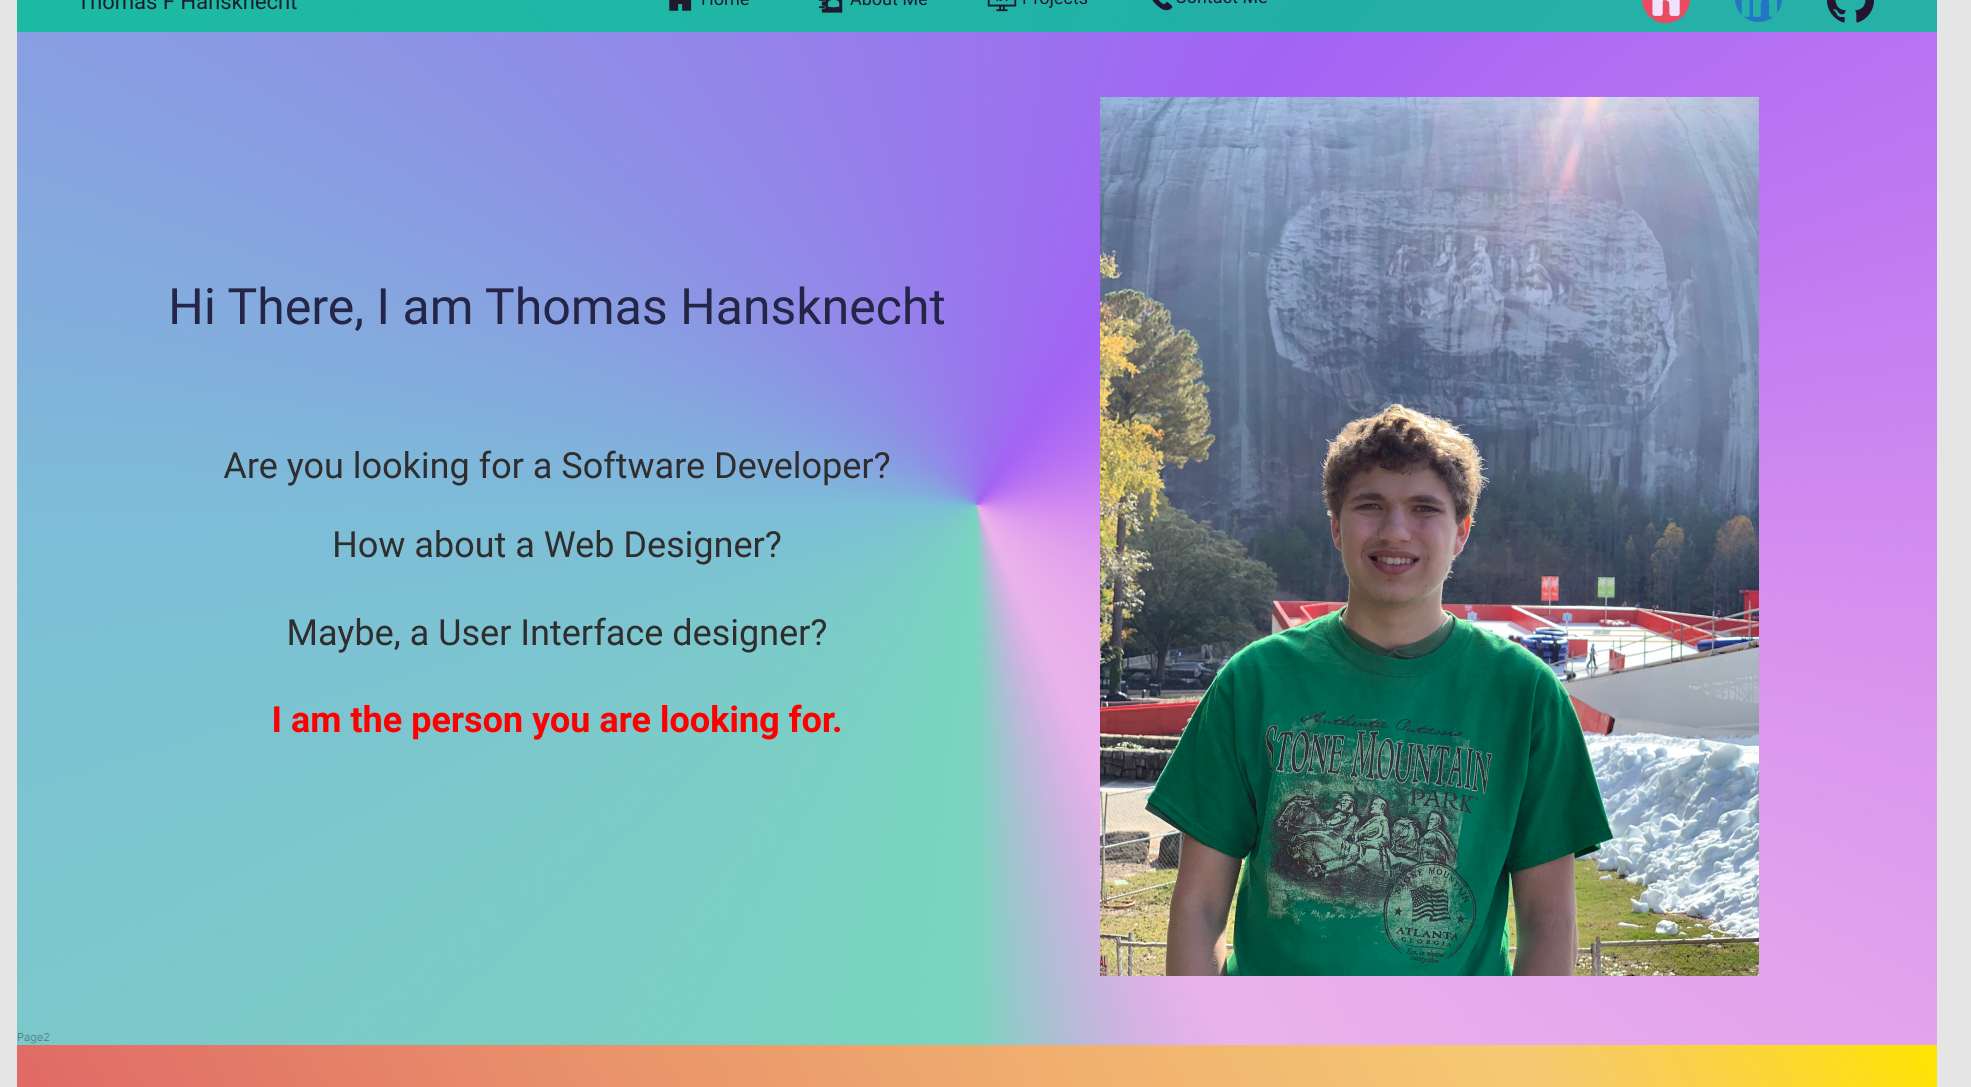 Thomas F Hansknecht
Home
About Me
Projects
Contact Me
Hi There, I am Thomas Hansknecht
Are you looking for a Software Developer?
How about a Web Designer?
Maybe, a User Interface designer?
I am the person you are looking for.
Authentic Outdoors
STONE MOUNTAIN
PARK
STONE MOUNTAIN
ATLANTA
GEORGIA
Page2